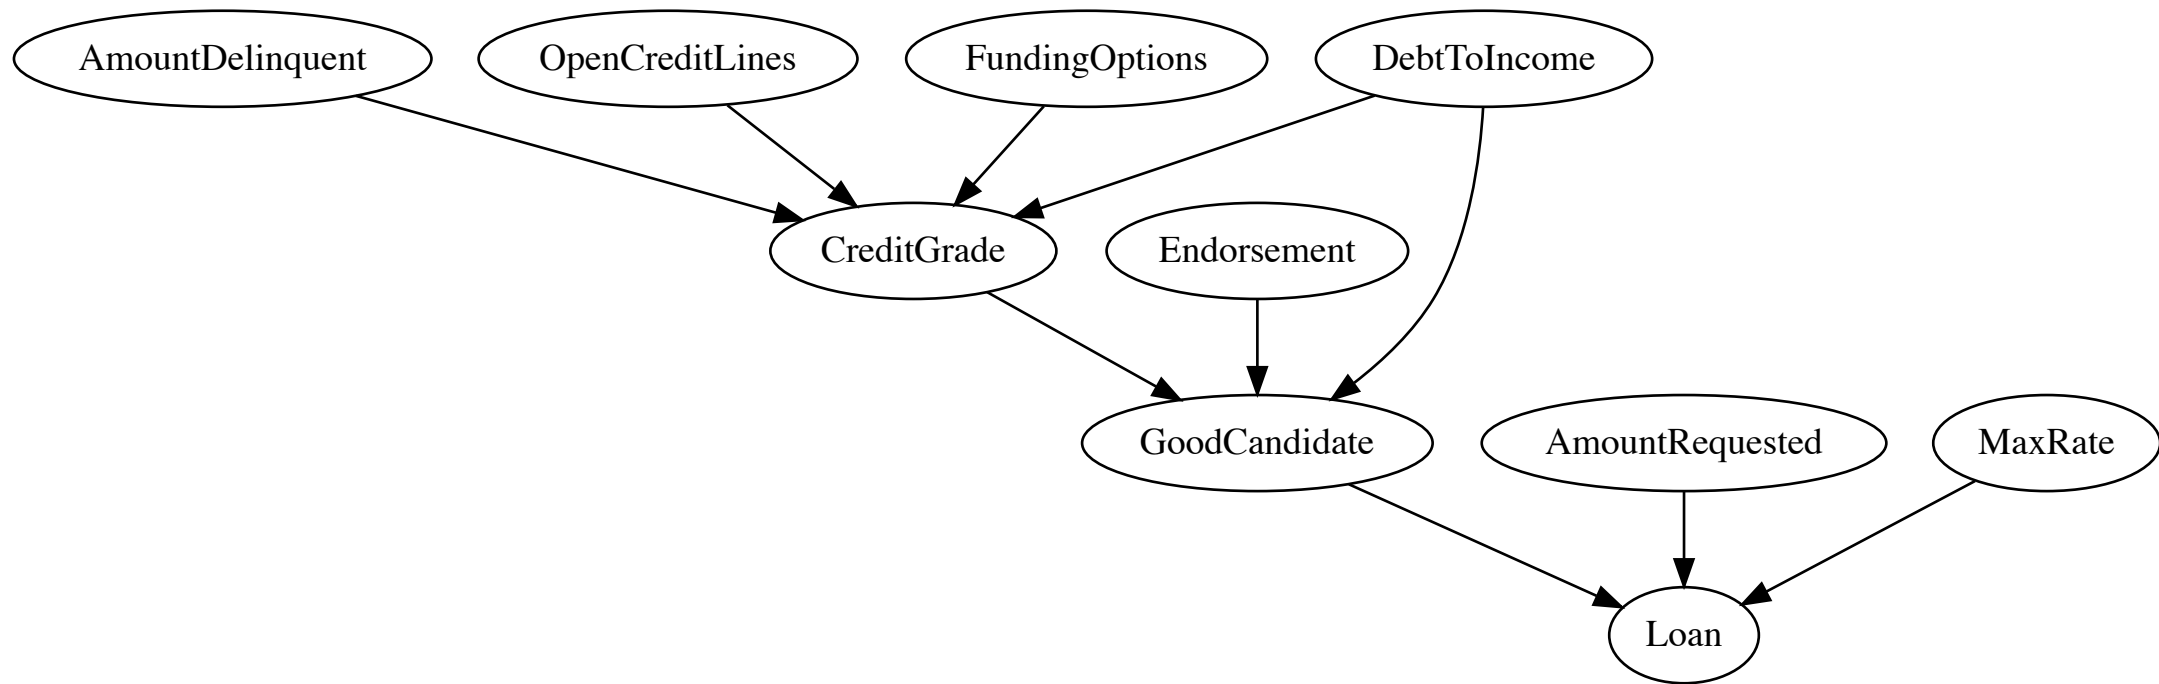 AmountDelinquent
OpenCreditLines
FundingOptions
DebtToIncome
CreditGrade
Endorsement
GoodCandidate
AmountRequested
MaxRate
Loan